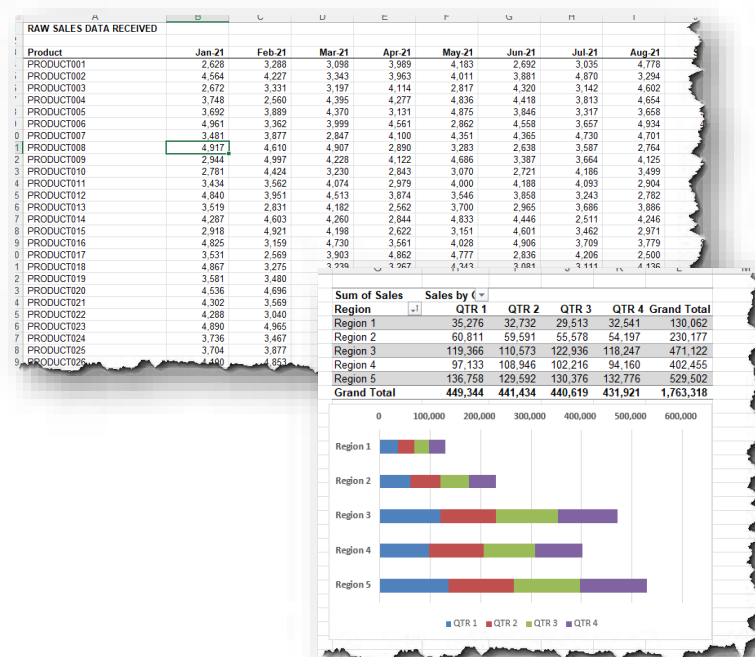 A B C D E F G H I
RAW SALES DATA RECEIVED
Product Jan-21 Feb-21 Mar-21 Apr-21 May-21 Jun-21 Jul-21 Aug-21
PRODUCT001 2,628 3,288 3,098 3,989 4,183 2,692 3,035 4,778
PRODUCT002 4,564 4,227 3,343 3,963 4,011 3,881 4,870 3,294
PRODUCT003 2,672 3,331 3,197 4,114 2,817 4,320 3,142 4,602
PRODUCT004 3,748 2,560 4,395 4,277 4,836 4,418 3,813 4,654
PRODUCT005 3,692 3,889 4,370 3,131 4,875 3,846 3,317 3,658
PRODUCT006 4,961 3,362 3,999 4,561 2,862 4,558 3,657 4,934
PRODUCT007 3,481 3,877 2,847 4,100 4,351 4,365 4,730 4,701
PRODUCT008 4,917 4,610 4,907 2,890 3,283 2,638 3,587 2,764
PRODUCT009 2,944 4,997 4,228 4,122 4,686 3,387 3,664 4,125
PRODUCT010 2,781 4,424 3,230 2,843 3,070 2,721 4,186 3,499
PRODUCT011 3,434 3,562 4,074 2,979 4,000 4,188 4,093 2,904
PRODUCT012 4,840 3,951 4,513 3,874 3,546 3,858 3,243 2,782
PRODUCT013 3,519 2,831 4,182 2,562 3,700 2,965 3,686 3,886
PRODUCT014 4,287 4,603 4,260 2,844 4,833 4,446 2,511 4,246
PRODUCT015 2,918 4,921 4,198 2,622 3,151 4,601 3,462 2,971
PRODUCT016 4,825 3,159 4,730 3,561 4,028 4,906 3,709 3,779
PRODUCT017 3,531 2,569 3,903 4,862 4,777 2,836 4,206 2,500
PRODUCT018 4,867 3,275 3,239 3,267 4,343 2,081 3,111 4,136
PRODUCT019 3,581 3,480
PRODUCT020 4,536 4,696
PRODUCT021 4,302 3,569
PRODUCT022 4,288 3,040
PRODUCT023 4,890 4,965
PRODUCT024 3,736 3,467
PRODUCT025 3,704 3,877
PRODUCT026 4,853
Sum of Sales Sales by (
Region QTR 1 QTR 2 QTR 3 QTR 4 Grand Total
Region 1 35,276 32,732 29,513 32,541 130,062
Region 2 60,811 59,591 55,578 54,197 230,177
Region 3 119,366 110,573 122,936 118,247 471,122
Region 4 97,133 108,946 102,216 94,160 402,455
Region 5 136,758 129,592 130,376 132,776 529,502
Grand Total 449,344 441,434 440,619 431,921 1,763,318
0 100,000 200,000 300,000 400,000 500,000 600,000
Region 1
Region 2
Region 3
Region 4
Region 5
QTR 1 QTR 2 QTR 3 QTR 4